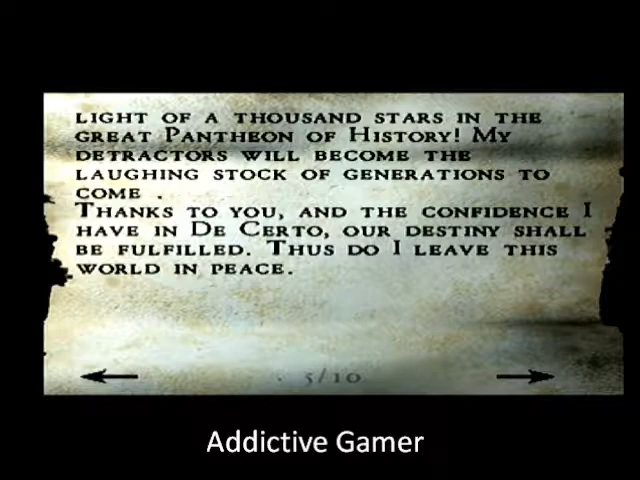 LIGHT OF A THOUSAND STARS IN THE
GREAT PANTHEON OF HISTORY! MY
DETRACTORS WILL BECOME THE
LAUGHING STOCK OF GENERATIONS TO
COME .
THANKS TO YOU, AND THE CONFIDENCE I
HAVE IN DE CERTO, OUR DESTINY SHALL
BE FULFILLED. THUS DO I LEAVE THIS
WORLD IN PEACE.
5/10
Addictive Gamer